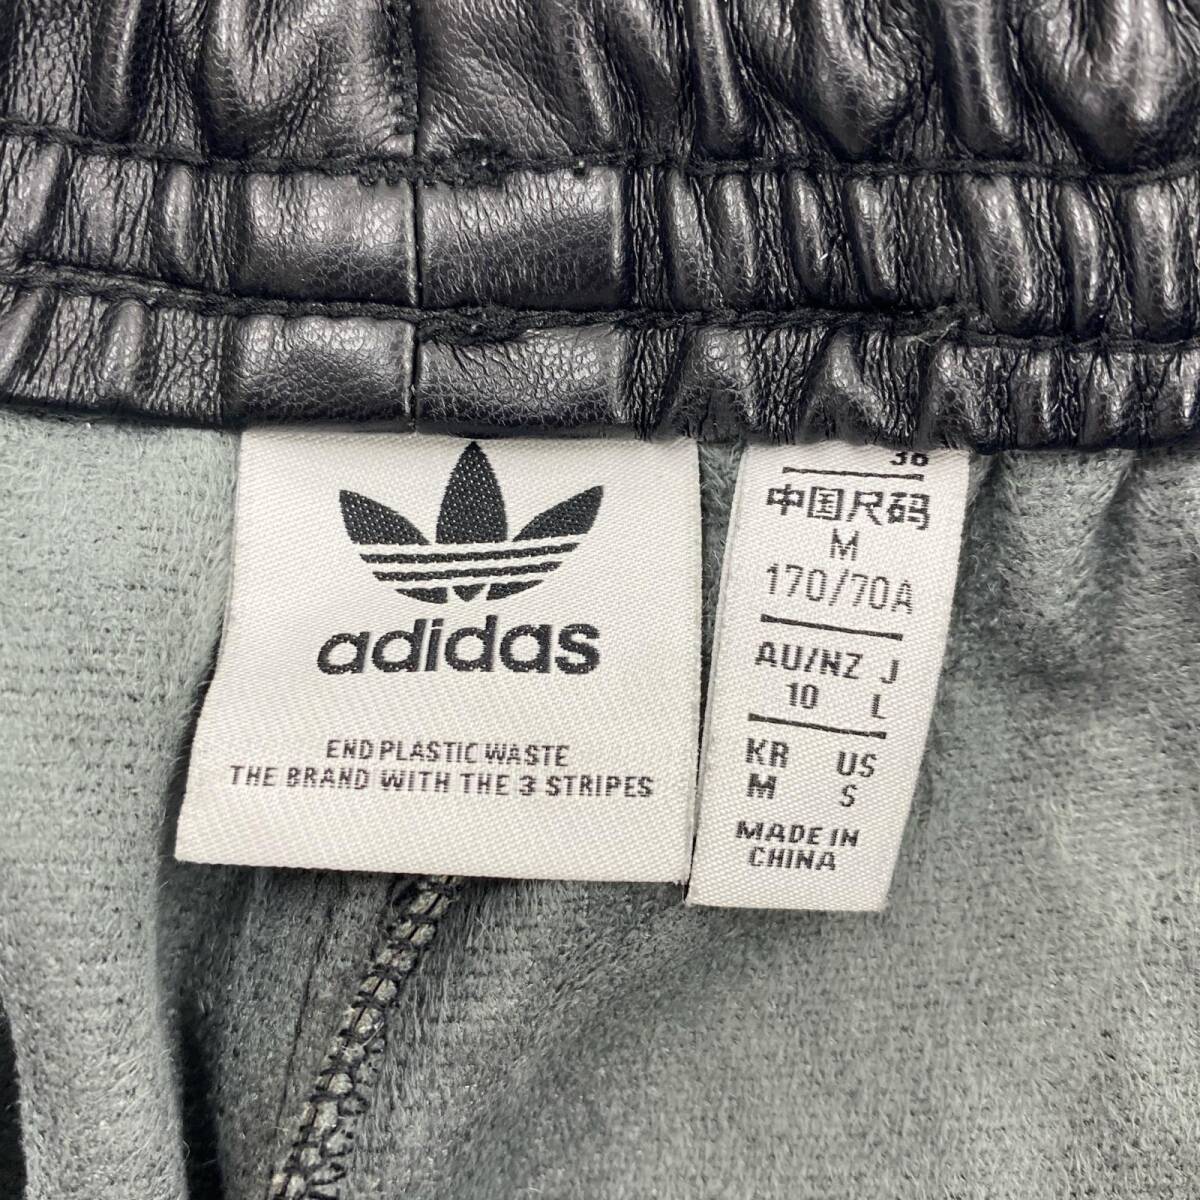 adidas
END PLASTIC WASTE
THE BRAND WITH THE 3 STRIPES
中国尺码
M
170/70A
AU/NZ J
10 L
KR US
M S
MADE IN
CHINA